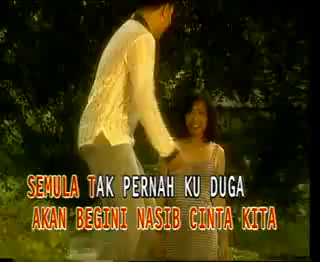 SEMULA TAK PERNAH KU DUGA
AKAN BEGINI NASIB CINTA KITA